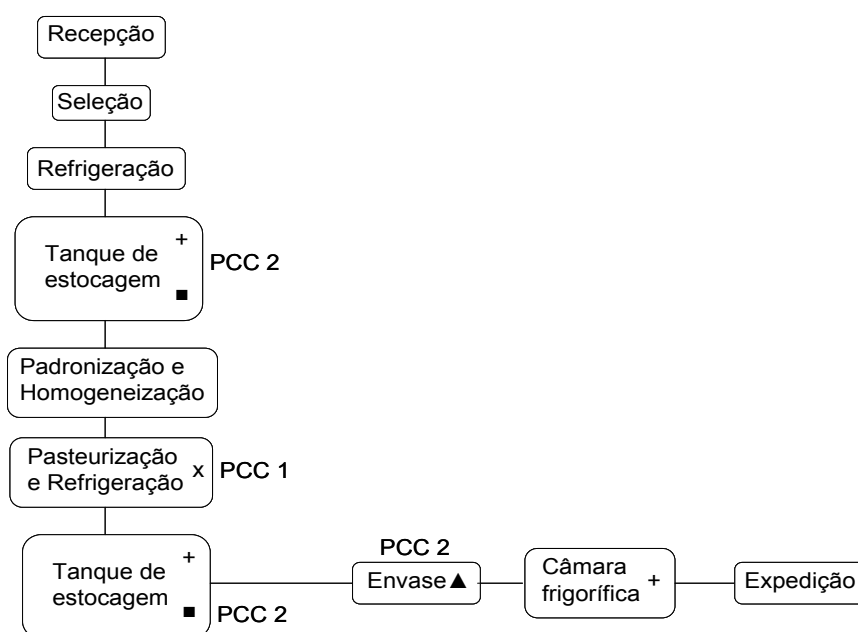 Recepção
Seleção
Refrigeração
Tanque de +
estocagem ■
PCC 2
Padronização e
Homogeneização
Pasteurização
e Refrigeração x
PCC 1
Tanque de +
estocagem ■
PCC 2
PCC 2
Envase▲
Câmara
frigorífica +
Expedição